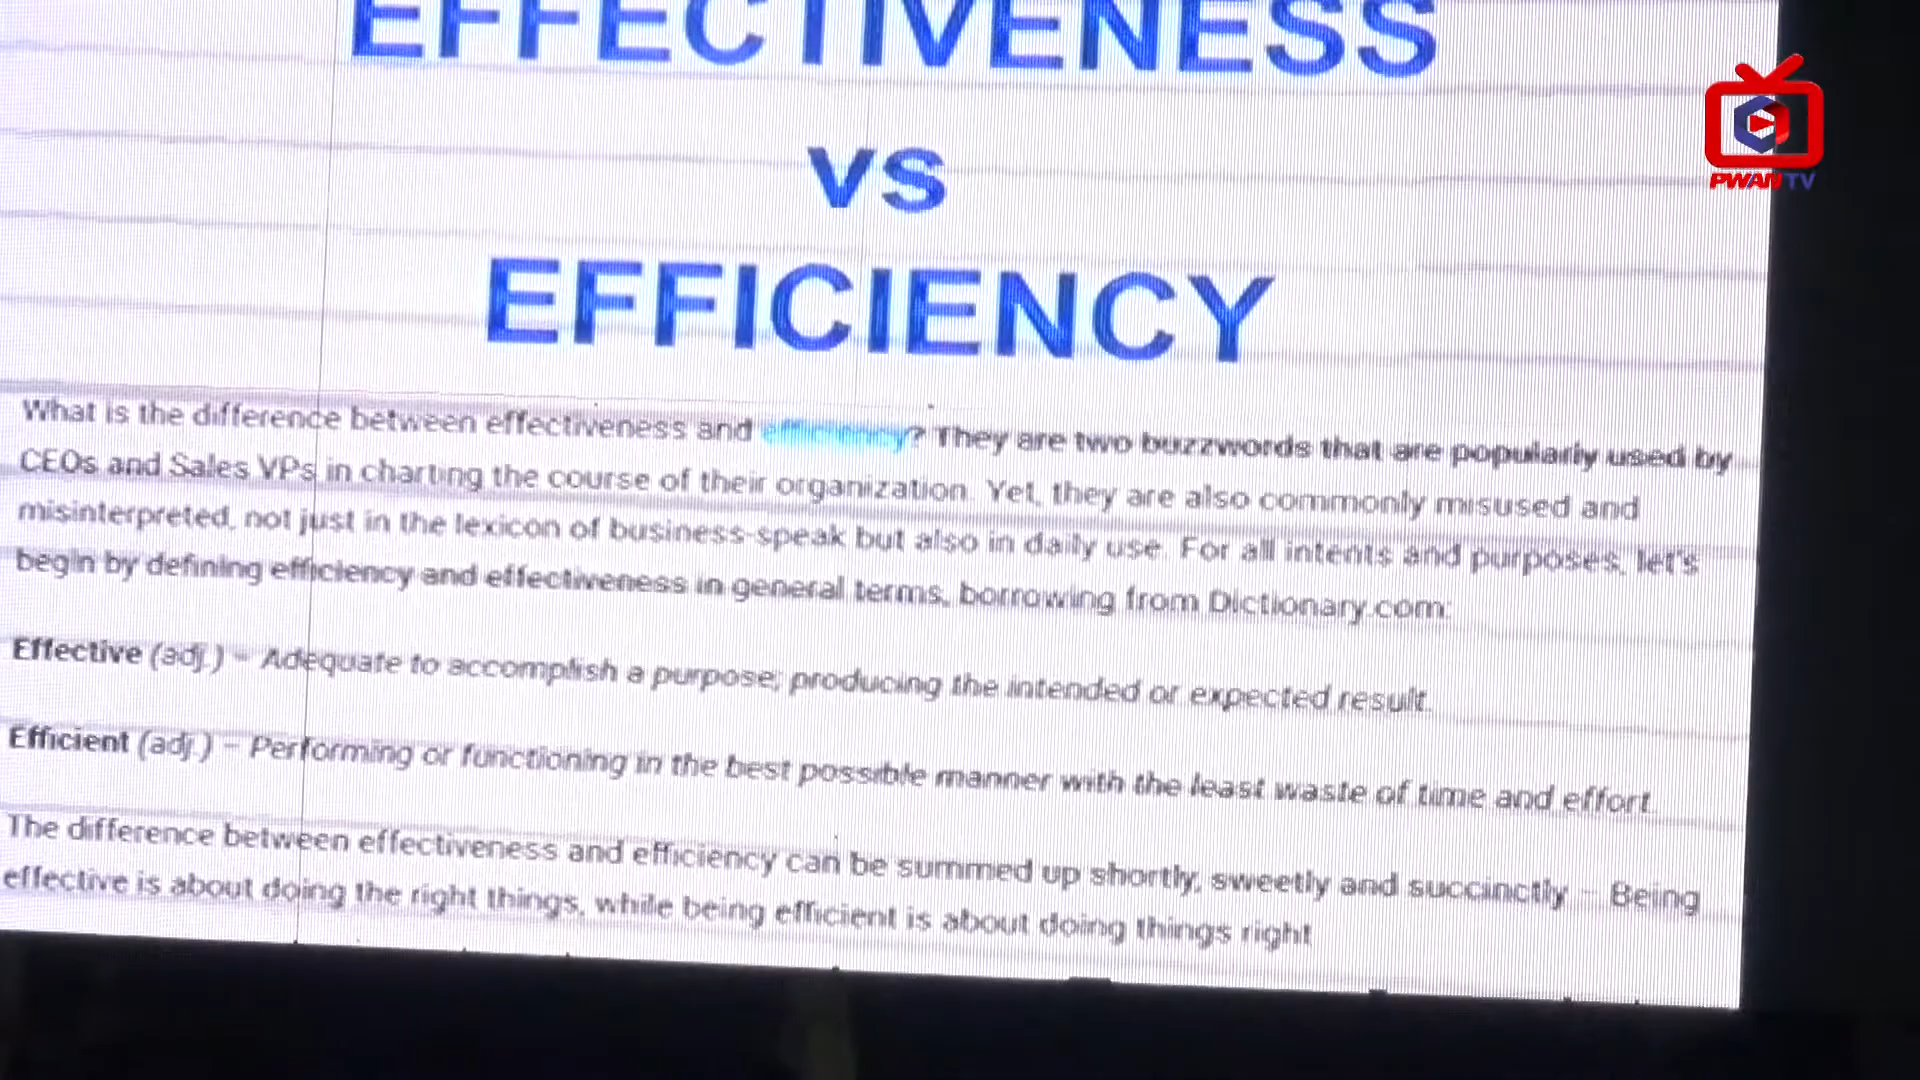 EFFECTIVENESS
vs
EFFICIENCY
PWAN TV
What is the difference between effectiveness and efficiency? They are two buzzwords that are popularly used by
CEOs and Sales VPs in charting the course of their organization. Yet, they are also commonly misused and
misinterpreted, not just in the lexicon of business-speak but also in daily use. For all intents and purposes, let's
begin by defining efficiency and effectiveness in general terms, borrowing from Dictionary.com:
Effective (adj.) – Adequate to accomplish a purpose; producing the intended or expected result.
Efficient (adj.) – Performing or functioning in the best possible manner with the least waste of time and effort.
The difference between effectiveness and efficiency can be summed up shortly, sweetly and succinctly – Being
effective is about doing the right things, while being efficient is about doing things right